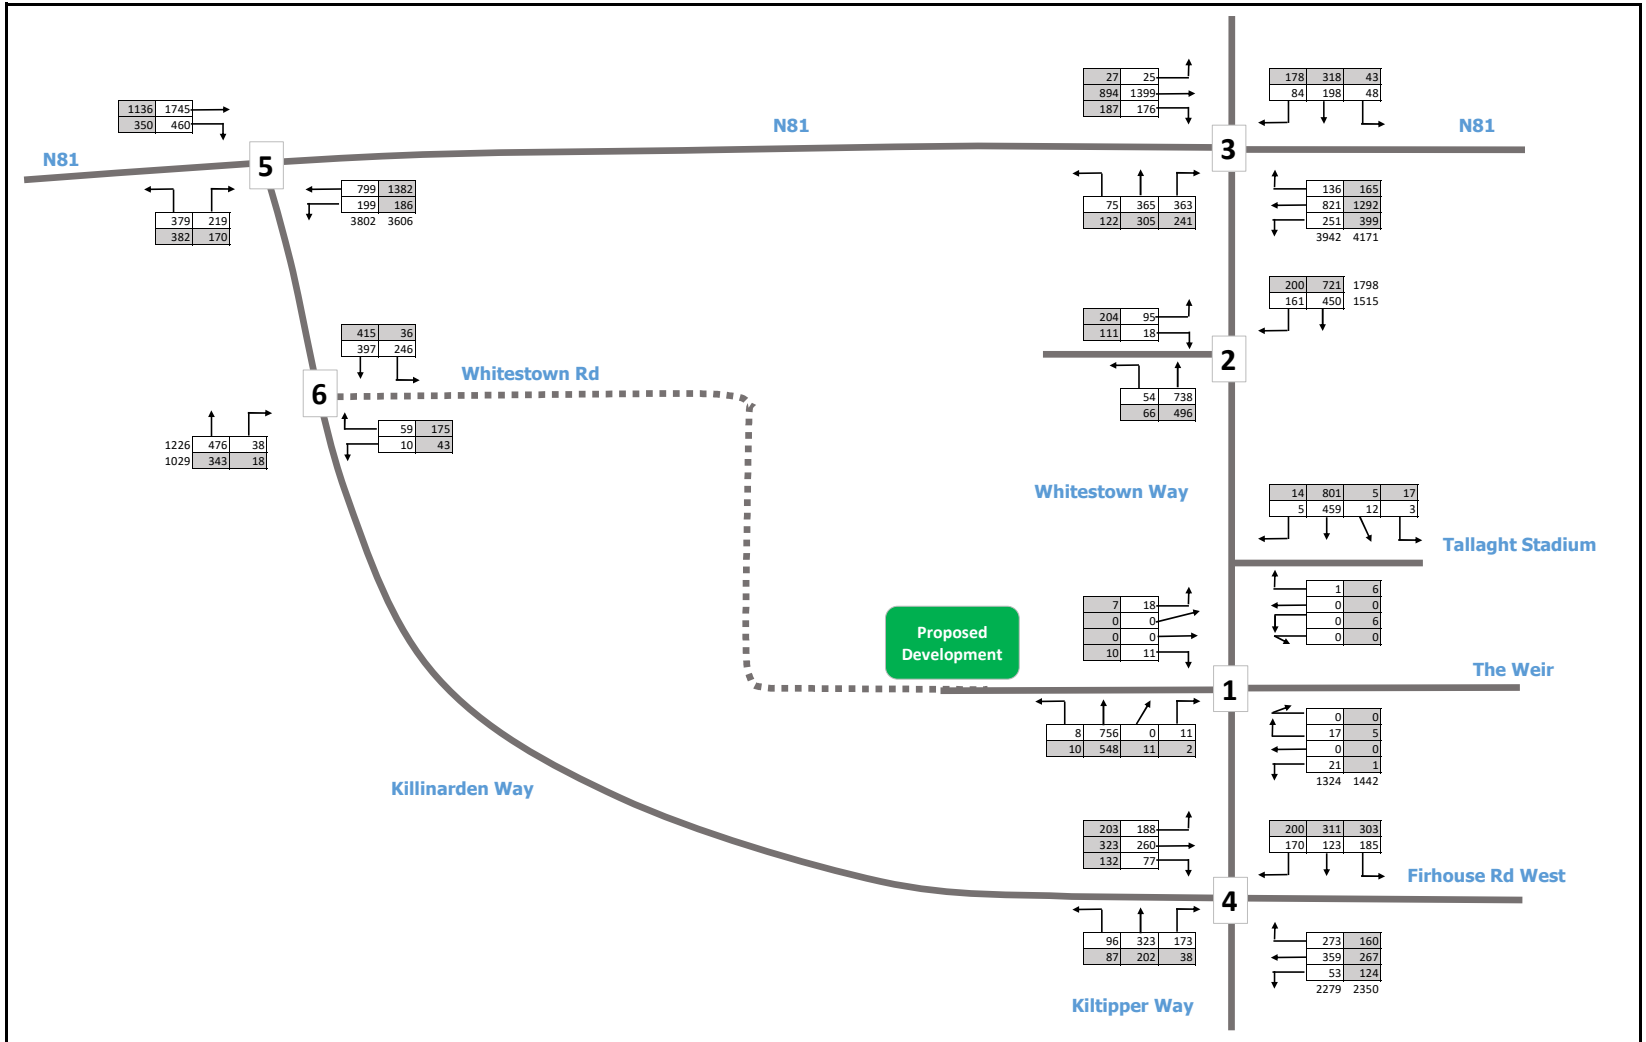 27 25
894 1399
187 176
178 318 43
84 198 48
1136 1745
350 460
N81
N81
N81
5
3
799 1382
199 186
3802 3606
379 219
382 170
75 365 363
122 305 241
136 165
821 1292
251 399
3942 4171
200 721 1798
161 450 1515
204 95
111 18
2
54 738
66 496
415 36
397 246
Whitestown Rd
6
59 175
10 43
1226 476 38
1029 343 18
Whitestown Way
14 801 5 17
5 459 12 3
Tallaght Stadium
1 6
0 0
0 6
0 0
7 18
0 0
0 0
10 11
Proposed
Development
The Weir
1
8 756 0 11
10 548 11 2
0 0
17 5
0 0
21 1
1324 1442
Killinarden Way
203 188
323 260
132 77
200 311 303
170 123 185
Firhouse Rd West
4
96 323 173
87 202 38
273 160
359 267
53 124
2279 2350
Kiltipper Way